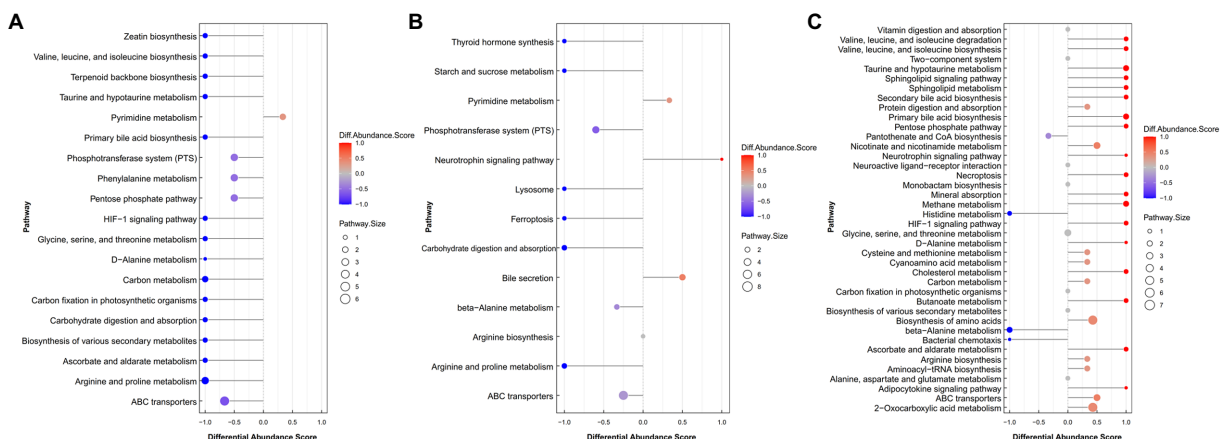 A
Zeatin biosynthesis
Valine, leucine, and isoleucine biosynthesis
Terpenoid backbone biosynthesis
Taurine and hypotaurine metabolism
Pyrimidine metabolism
Primary bile acid biosynthesis
Phosphotransferase system (PTS)
Phenylalanine metabolism
Pentose phosphate pathway
HIF−1 signaling pathway
Glycine, serine, and threonine metabolism
D−Alanine metabolism
Carbon metabolism
Carbon fixation in photosynthetic organisms
Carbohydrate digestion and absorption
Biosynthesis of various secondary metabolites
Ascorbate and aldarate metabolism
Arginine and proline metabolism
ABC transporters
Pathway
−1.0 −0.5 0.0 0.5 1.0
Differential Abundance Score
Diff.Abundance.Score
1.0
0.5
0.0
−0.5
−1.0
Pathway.Size
1
2
3
4
5
6
B
Thyroid hormone synthesis
Starch and sucrose metabolism
Pyrimidine metabolism
Phosphotransferase system (PTS)
Neurotrophin signaling pathway
Lysosome
Ferroptosis
Carbohydrate digestion and absorption
Bile secretion
beta−Alanine metabolism
Arginine biosynthesis
Arginine and proline metabolism
ABC transporters
Pathway
−1.0 −0.5 0.0 0.5 1.0
Differential Abundance Score
Diff.Abundance.Score
1.0
0.5
0.0
−0.5
−1.0
Pathway.Size
2
4
6
8
C
Vitamin digestion and absorption
Valine, leucine, and isoleucine degradation
Valine, leucine, and isoleucine biosynthesis
Two−component system
Taurine and hypotaurine metabolism
Sphingolipid signaling pathway
Sphingolipid metabolism
Secondary bile acid biosynthesis
Protein digestion and absorption
Primary bile acid biosynthesis
Pentose phosphate pathway
Pantothenate and CoA biosynthesis
Nicotinate and nicotinamide metabolism
Neurotrophin signaling pathway
Neuroactive ligand−receptor interaction
Necroptosis
Monobactam biosynthesis
Mineral absorption
Methane metabolism
Histidine metabolism
HIF−1 signaling pathway
Glycine, serine, and threonine metabolism
D−Alanine metabolism
Cysteine and methionine metabolism
Cyanoamino acid metabolism
Cholesterol metabolism
Carbon metabolism
Carbon fixation in photosynthetic organisms
Butanoate metabolism
Biosynthesis of various secondary metabolites
Biosynthesis of amino acids
beta−Alanine metabolism
Bacterial chemotaxis
Ascorbate and aldarate metabolism
Arginine biosynthesis
Aminoacyl−tRNA biosynthesis
Alanine, aspartate and glutamate metabolism
Adipocytokine signaling pathway
ABC transporters
2−Oxocarboxylic acid metabolism
Pathway
−1.0 −0.5 0.0 0.5 1.0
Differential Abundance Score
Diff.Abundance.Score
1.0
0.5
0.0
−0.5
−1.0
Pathway.Size
1
2
3
4
5
6
7